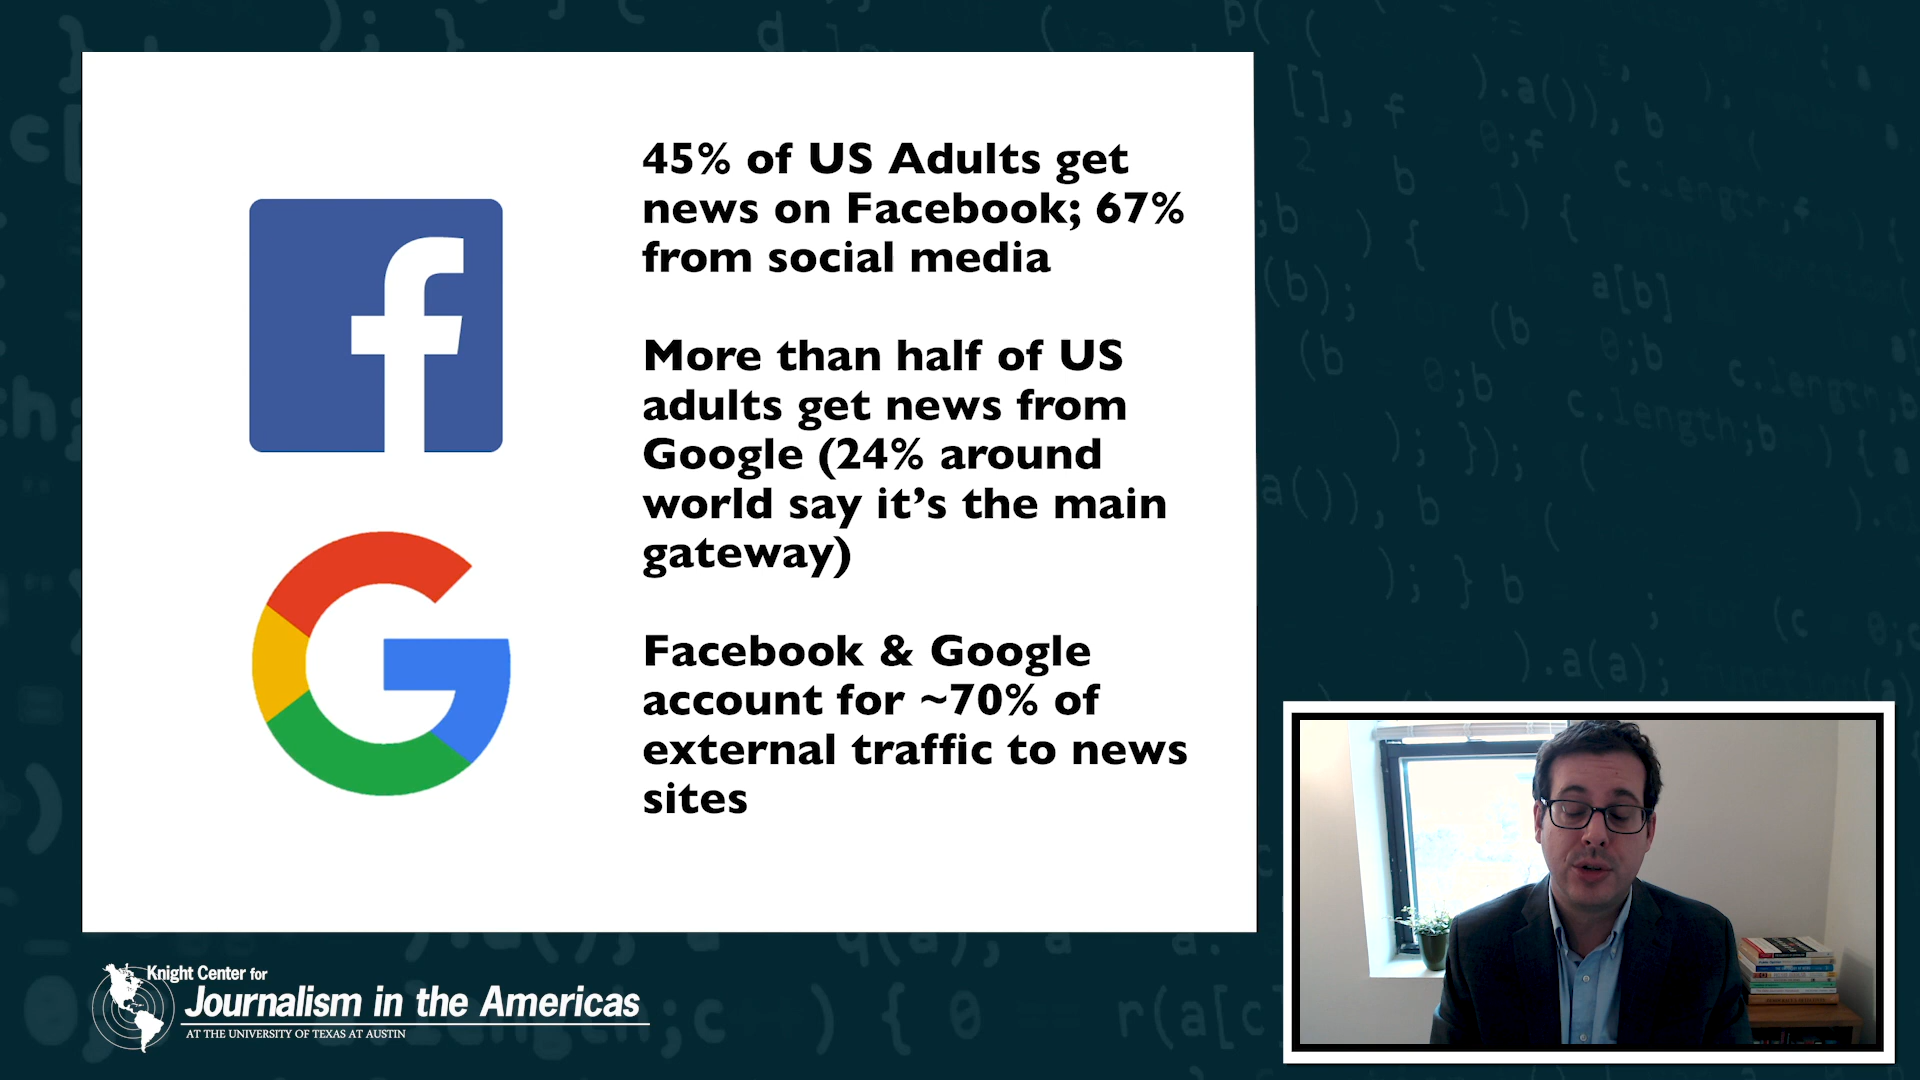 45% of US Adults get
news on Facebook; 67%
from social media
More than half of US
adults get news from
Google (24% around
world say it’s the main
gateway)
Facebook & Google
account for ~70% of
external traffic to news
sites
Knight Center for
Journalism in the Americas
AT THE UNIVERSITY OF TEXAS AT AUSTIN